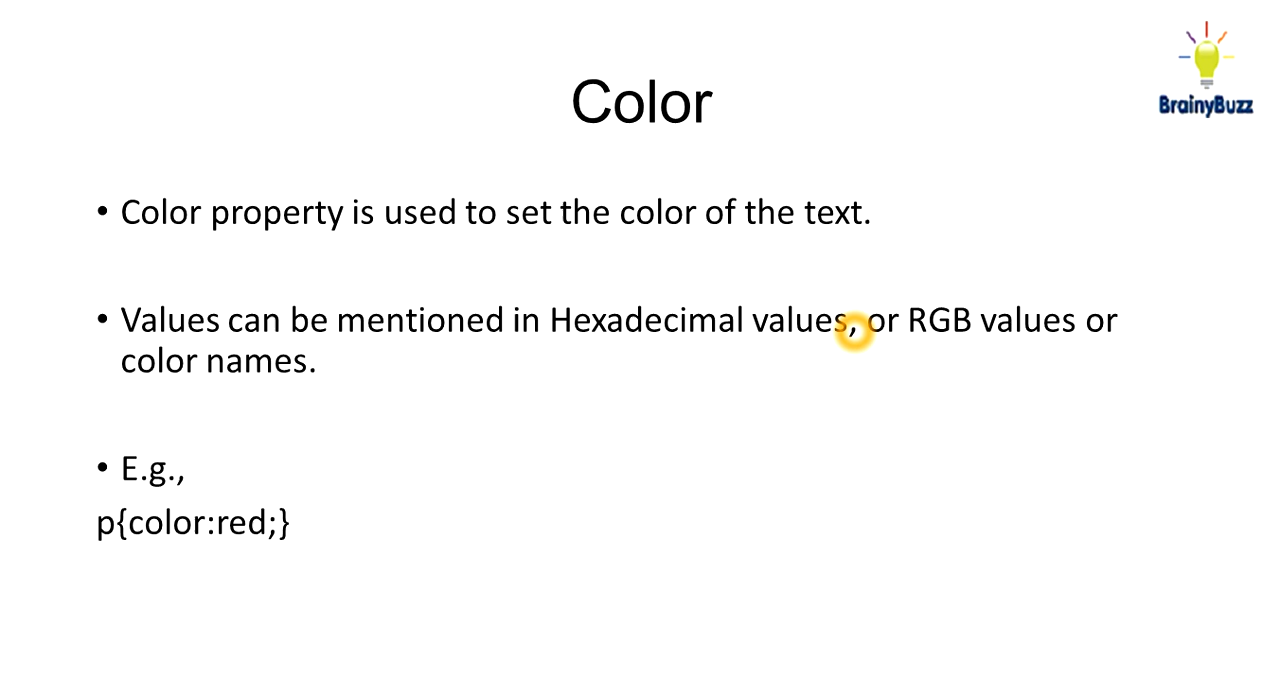 BrainyBuzz
Color
• Color property is used to set the color of the text.
• Values can be mentioned in Hexadecimal values, or RGB values or
color names.
• E.g.,
p{color:red;}